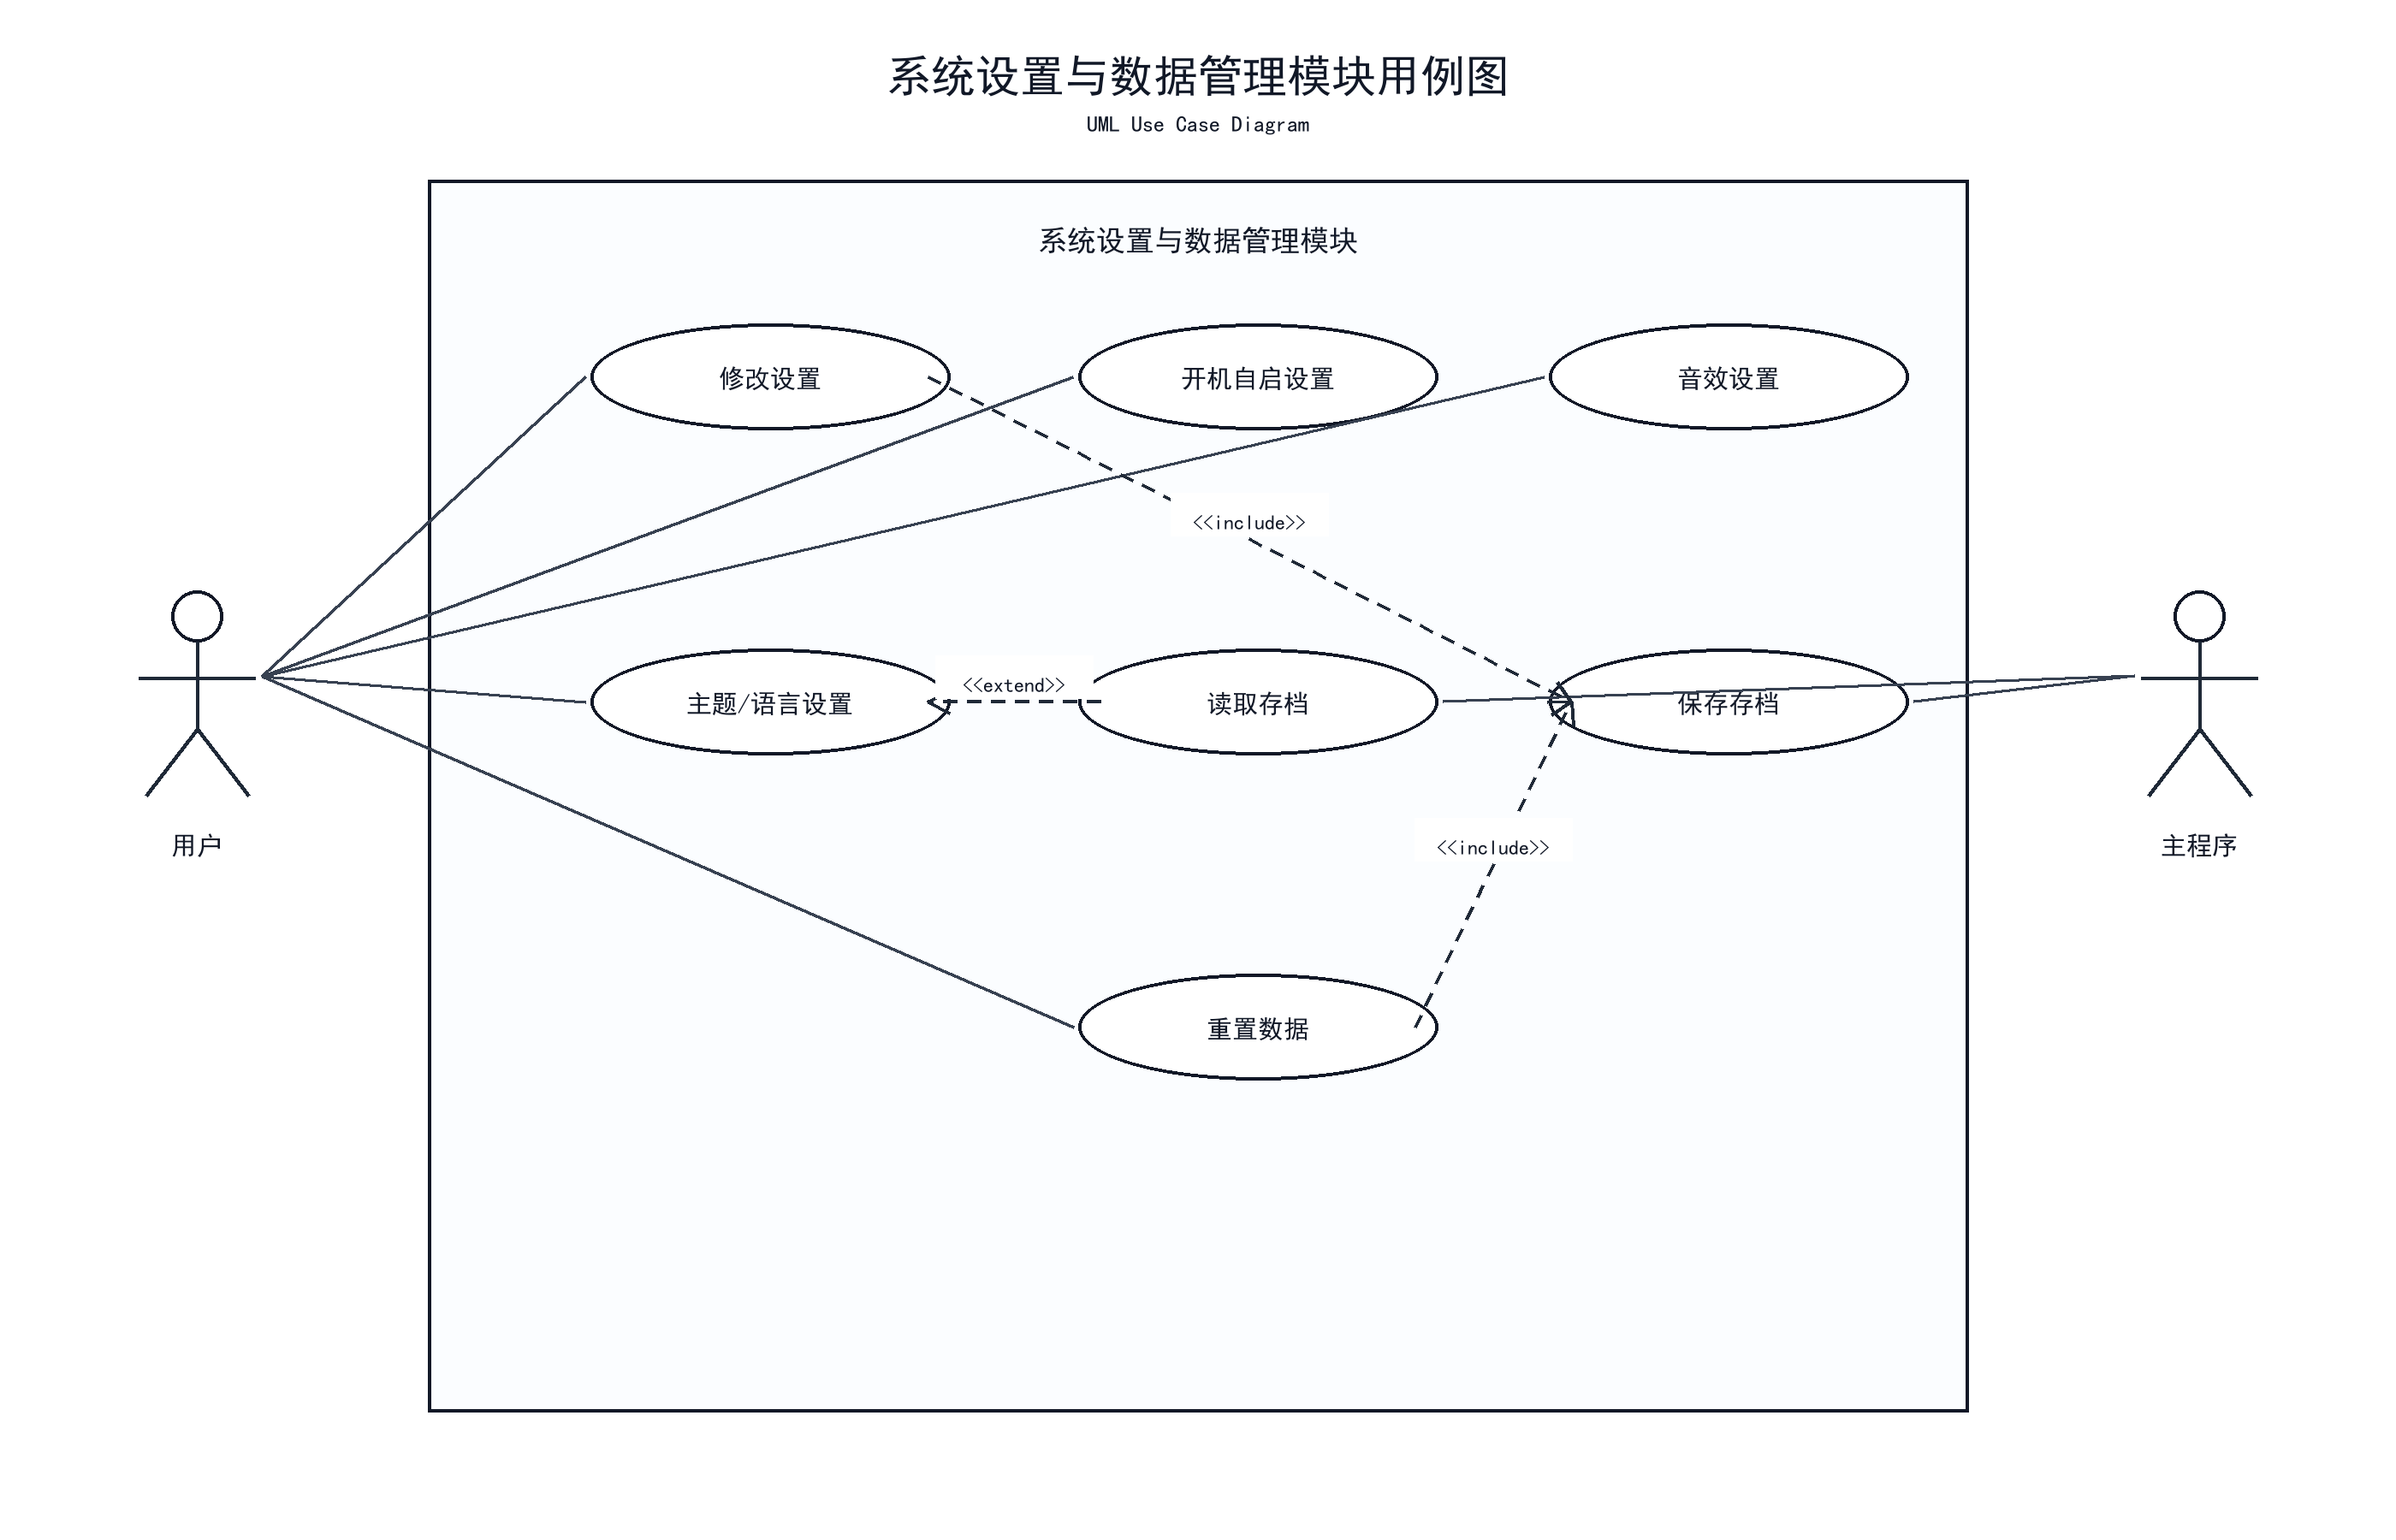 系统设置与数据管理模块用例图
UML Use Case Diagram
系统设置与数据管理模块
修改设置
开机自启设置
音效设置
<<include>>
主题/语言设置
<<extend>>
读取存档
保存存档
用户
<<include>>
主程序
重置数据